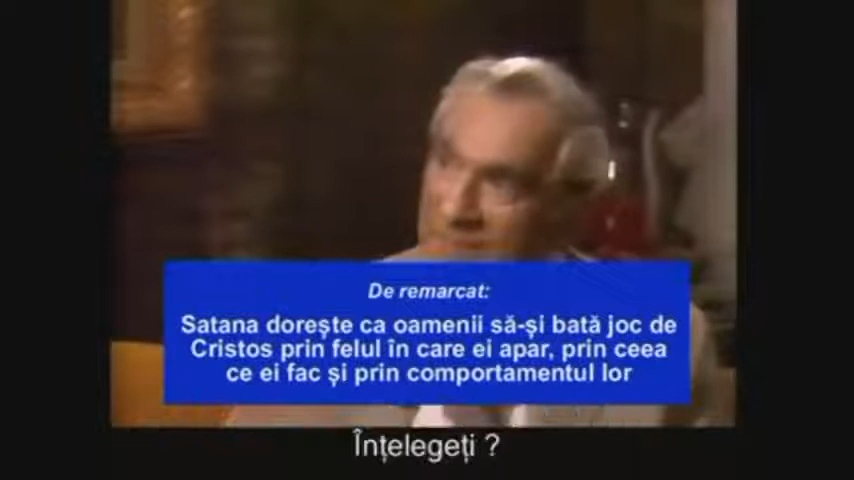 De remarcat:
Satana dorește ca oamenii să-și bată joc de
Cristos prin felul în care ei apar, prin ceea
ce ei fac și prin comportamentul lor
Înțelegeți ?